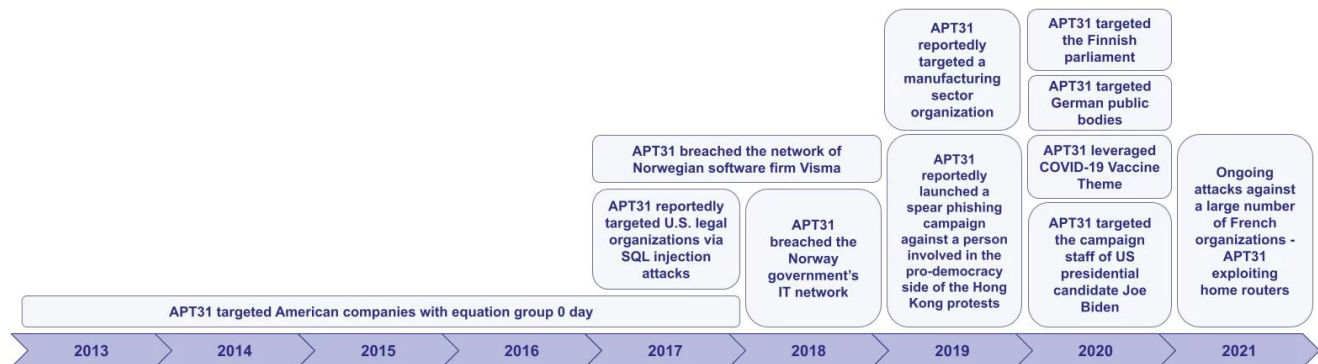 APT31
reportedly
targeted a
manufacturing
sector
organization
APT31 targeted
the Finnish
parliament
APT31 targeted
German public
bodies
APT31 breached the network of
Norwegian software firm Visma
APT31 leveraged
COVID-19 Vaccine
Theme
APT31 reportedly
targeted U.S. legal
organizations via
SQL injection
attacks
APT31
breached the
Norway
government's
IT network
APT31
reportedly
launched a
spear phishing
campaign
against a person
involved in the
pro-democracy
side of the Hong
Kong protests
APT31 targeted
the campaign
staff of US
presidential
candidate Joe
Biden
Ongoing
attacks against
a large number
of French
organizations -
APT31
exploiting
home routers
APT31 targeted American companies with equation group 0 day
2013 2014 2015 2016 2017 2018 2019 2020 2021